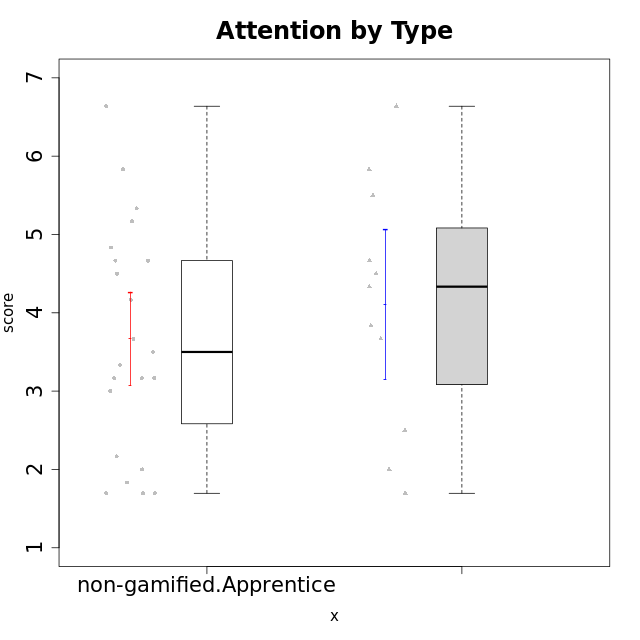 Attention by Type
7
6
5
4
3
2
1
score
non-gamified.Apprentice
x